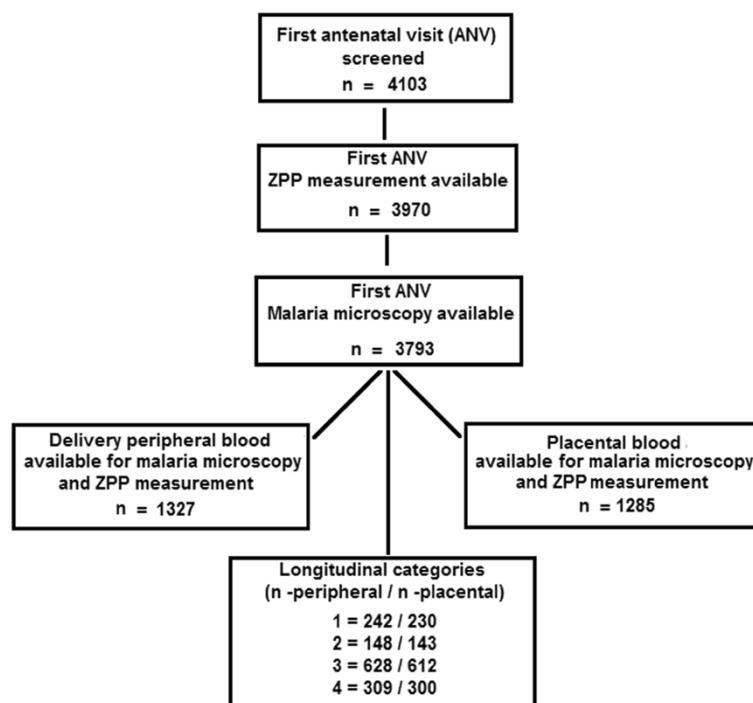 First antenatal visit (ANV)
screened
n = 4103
First ANV
ZPP measurement available
n = 3970
First ANV
Malaria microscopy available
n = 3793
Delivery peripheral blood
available for malaria microscopy
and ZPP measurement
n = 1327
Placental blood
available for malaria microscopy
and ZPP measurement
n = 1285
Longitudinal categories
(n -peripheral / n -placental)
1 = 242 / 230
2 = 148 / 143
3 = 628 / 612
4 = 309 / 300